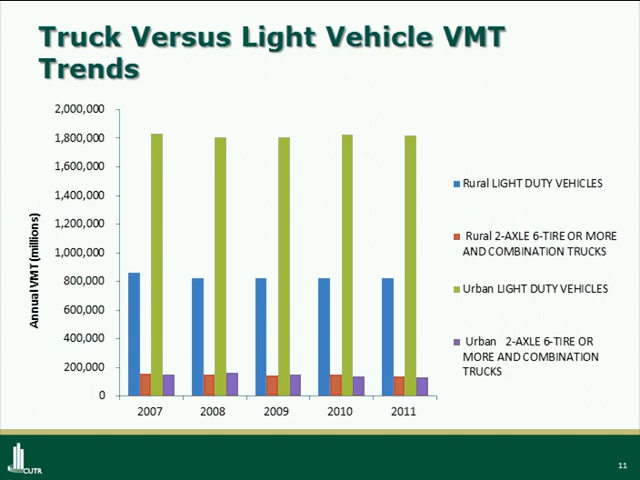 Truck Versus Light Vehicle VMT
Trends
2,000,000
1,800,000
1,600,000
1,400,000
1,200,000
1,000,000
800,000
600,000
400,000
200,000
0
Annual VMT (millions)
2007 2008 2009 2010 2011
Rural LIGHT DUTY VEHICLES
Rural 2-AXLE 6-TIRE OR MORE
AND COMBINATION TRUCKS
Urban LIGHT DUTY VEHICLES
Urban 2-AXLE 6-TIRE OR
MORE AND COMBINATION
TRUCKS
CUTR
11